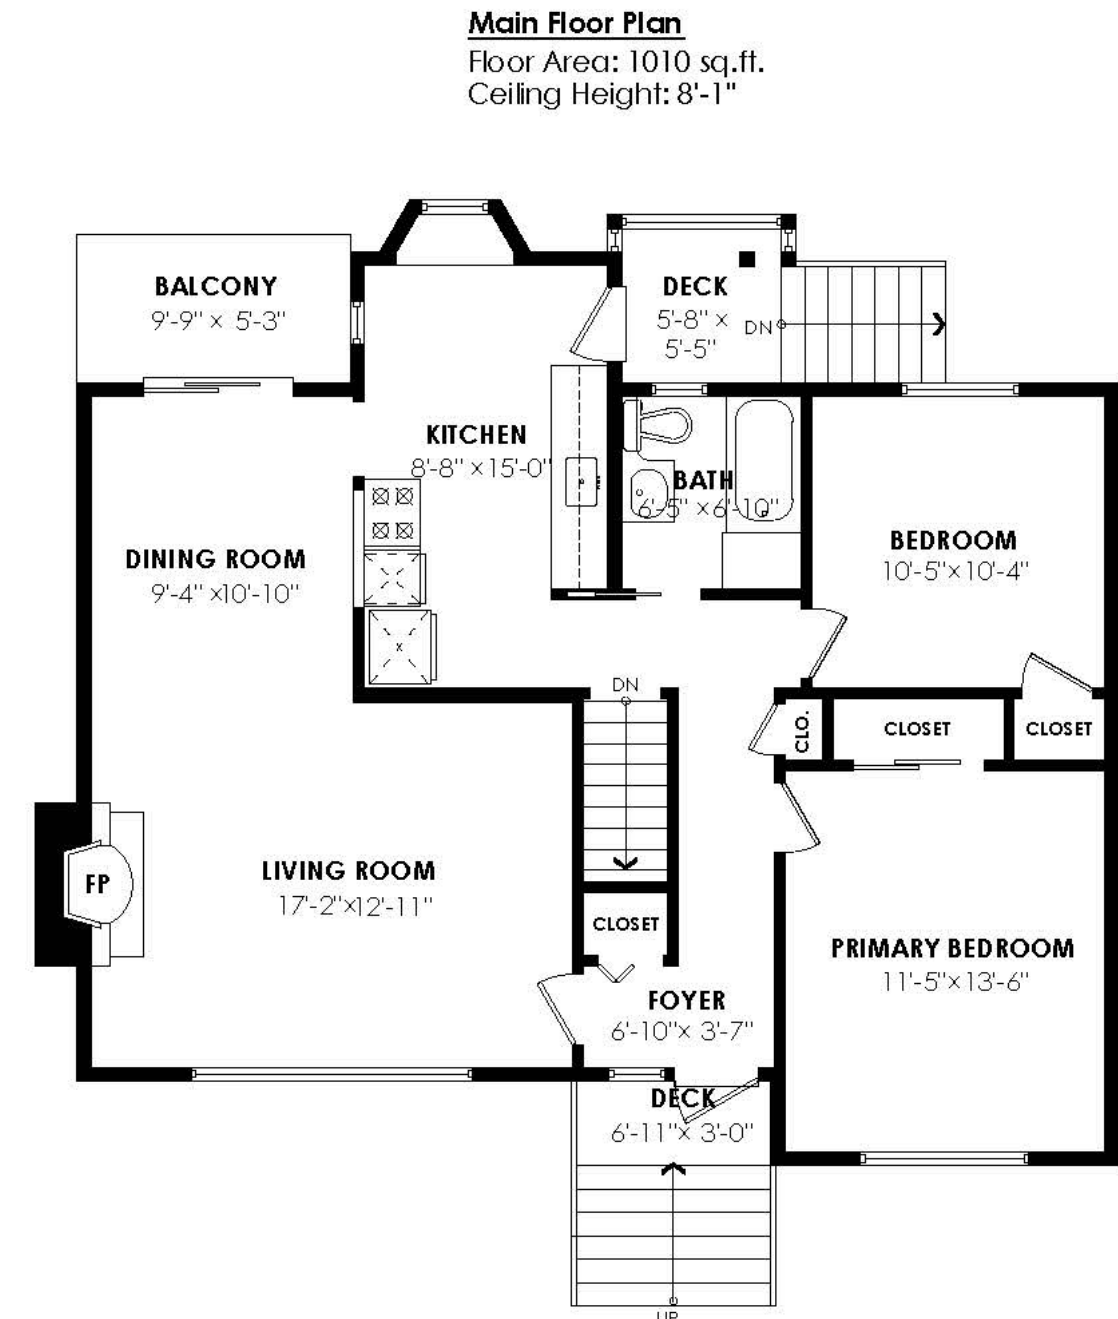 Main Floor Plan
Floor Area: 1010 sq.ft.
Ceiling Height: 8'-1"
BALCONY
9'-9" × 5'-3"
DECK
5'-8" ×
5'-5"
DN
KITCHEN
8'-8" ×15'-0"
BATH
6'-5" ×6'-10"
BEDROOM
10'-5"×10'-4"
DINING ROOM
9'-4" ×10'-10"
DN
CLO.
CLOSET
CLOSET
FP
LIVING ROOM
17'-2"×12'-11"
CLOSET
PRIMARY BEDROOM
11'-5"×13'-6"
FOYER
6'-10"× 3'-7"
DECK
6'-11"× 3'-0"
UP